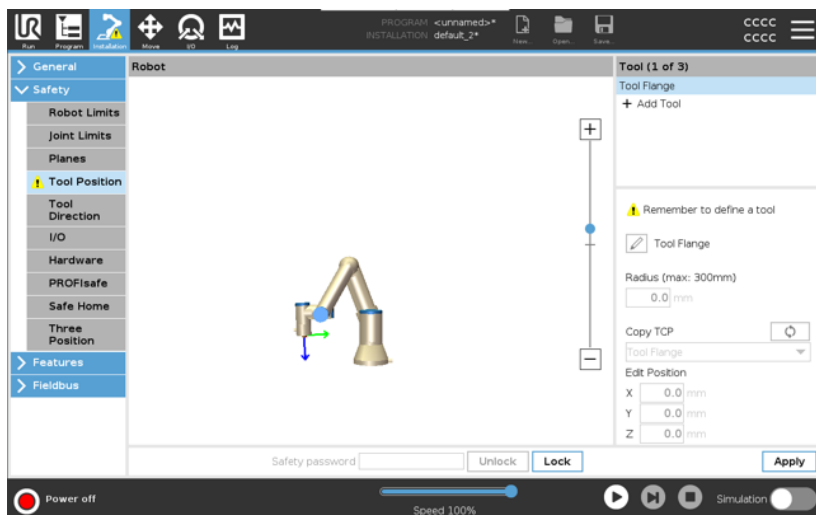 UR
PROGRAM <unnamed>*
INSTALLATION default_2*
CCCC
CCCC
Run Program Installation Move I/O Log New... Open... Save...
General
Safety
Robot Limits
Joint Limits
Planes
Tool Position
Tool
Direction
I/O
Hardware
PROFIsafe
Safe Home
Three
Position
Features
Fieldbus
Robot
Tool (1 of 3)
Tool Flange
+ Add Tool
Remember to define a tool
Tool Flange
Radius (max: 300mm)
0.0 mm
Copy TCP
Tool Flange
Edit Position
X 0.0 mm
Y 0.0 mm
Z 0.0 mm
Safety password Unlock Lock Apply
Power off
Speed 100%
Simulation